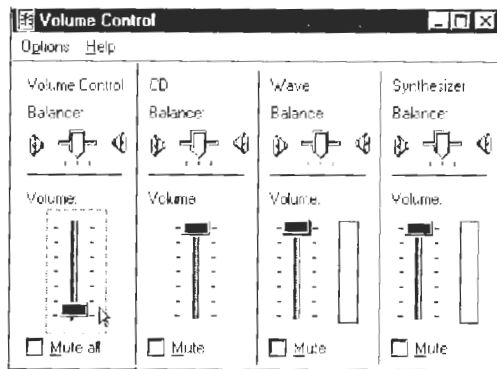 Volume Control
Options Help
Volume Control CD Wave Synthesizer
Balance: Balance: Balance Balance:
Volume: Volume Volume: Volume:
Mute all Mute Mute Mute